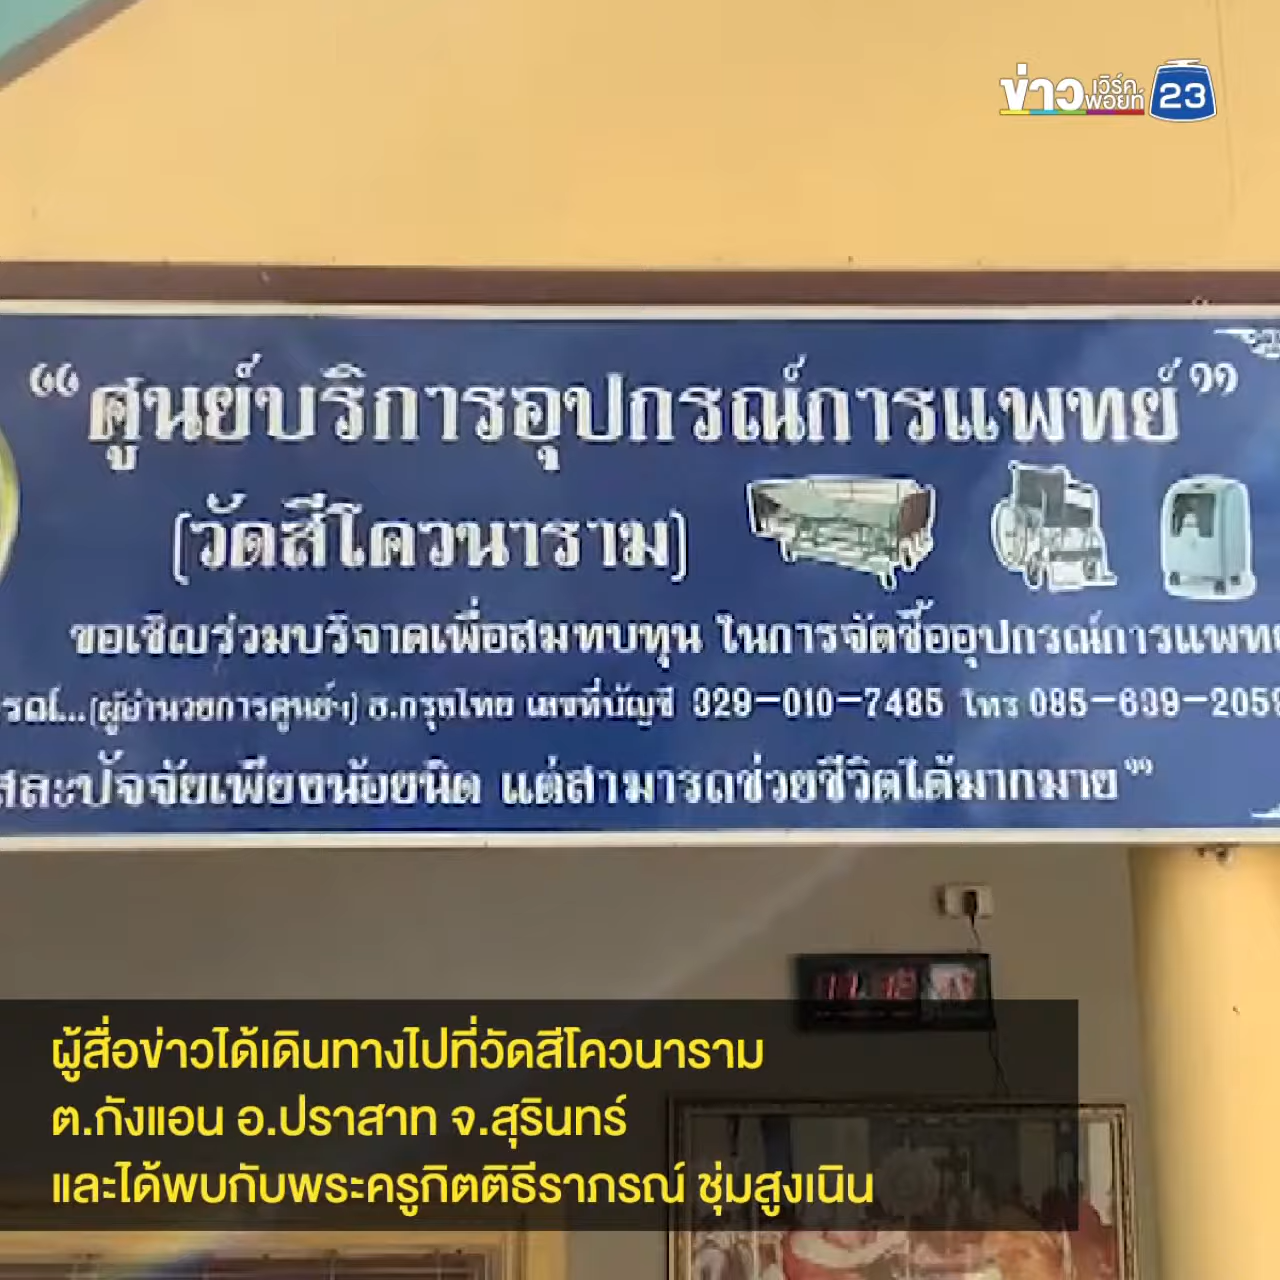 ข่าวเวิร์คพอยท์ 23
“ศูนย์บริการอุปกรณ์การแพทย์”
(วัดสีโควนาราม)
ขอเชิญร่วมบริจาคเพื่อสมทบทุน ในการจัดซื้ออุปกรณ์การแพทย
รณ์...(ผู้อำนวยการศูนย์ฯ) ธ.กรุงไทย เลขที่บัญชี 329-010-7485 โทร 085-639-2059
สละปัจจัยเพียงน้อยนิด แต่สามารถช่วยชีวิตได้มากมาย”
ผู้สื่อข่าวได้เดินทางไปที่วัดสีโควนาราม
ต.กังแอน อ.ปราสาท จ.สุรินทร์
และได้พบกับพระครูกิตติธีราภรณ์ ชุ่มสูงเนิน